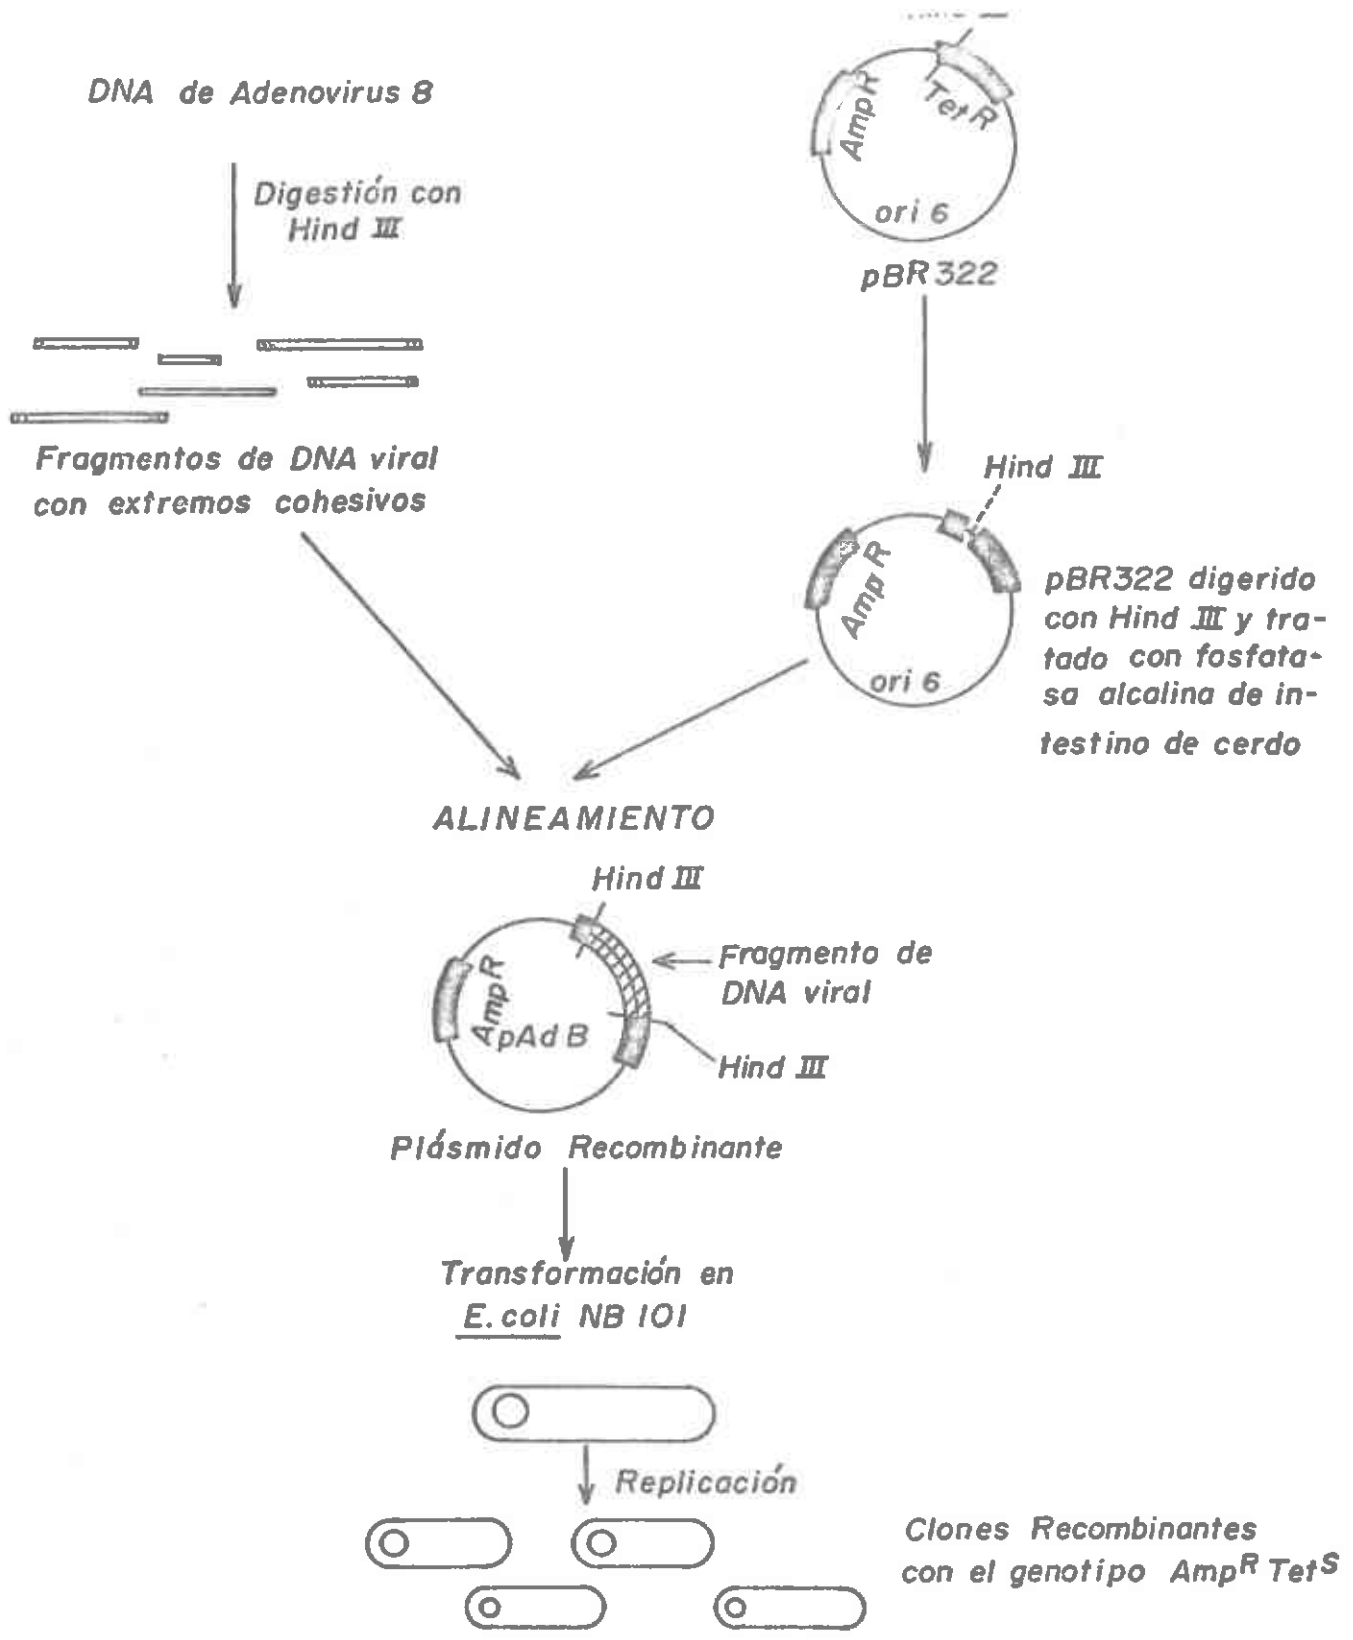 DNA de Adenovirus 8
Digestión con
Hind III
Fragmentos de DNA viral
con extremos cohesivos
AmpR
TetR
ori 6
pBR322
Hind III
AmpR
ori 6
pBR322 digerido
con Hind III y tra-
tado con fosfata-
sa alcalina de in-
testino de cerdo
ALINEAMIENTO
Hind III
AmpR
pAd B
Fragmento de
DNA viral
Hind III
Plásmido Recombinante
Transformación en
E. coli NB 101
Replicación
Clones Recombinantes
con el genotipo AmpR TetS